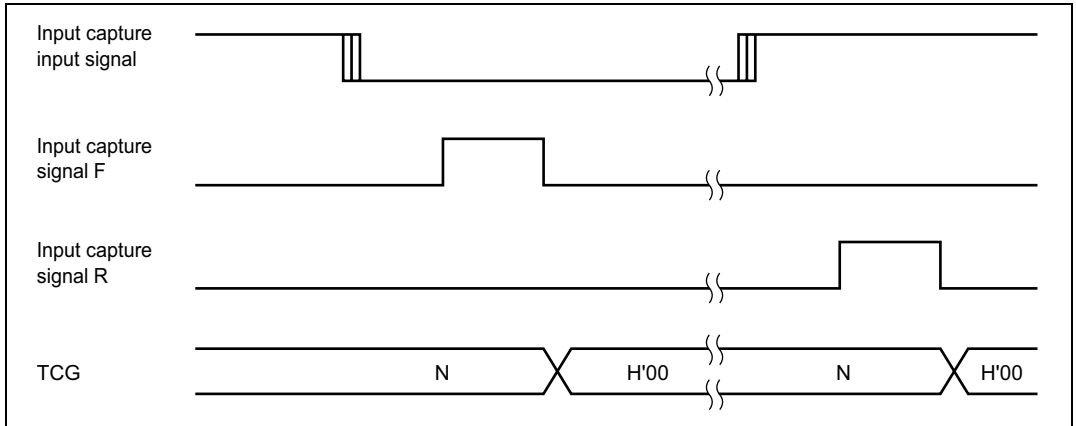 Input capture
input signal
Input capture
signal F
Input capture
signal R
TCG N H'00 N H'00